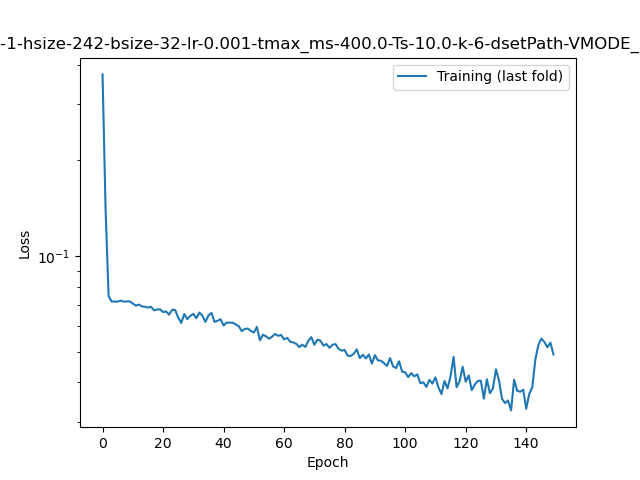 -1-hsize-242-bsize-32-lr-0.001-tmax_ms-400.0-Ts-10.0-k-6-dsetPath-VMODE_
Training (last fold)
Loss
10⁻¹
0 20 40 60 80 100 120 140
Epoch